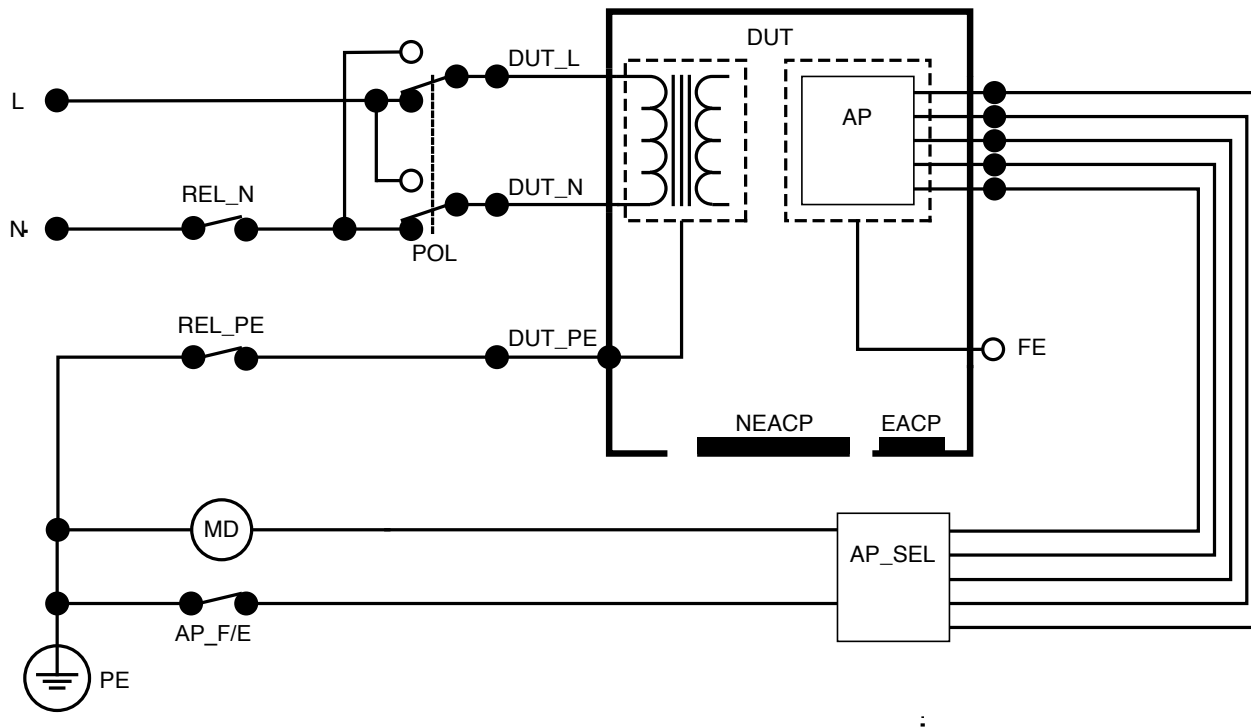 DUT
DUT_L
L
AP
DUT_N
REL_N
N
POL
REL_PE
DUT_PE
FE
NEACP
EACP
MD
AP_SEL
AP_F/E
PE